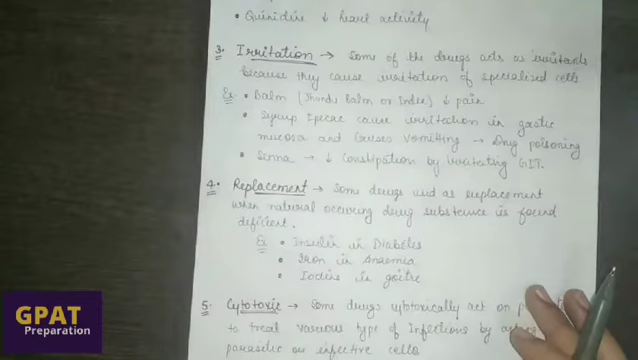 • Quinidine ↓ heart activity
3. Irritation → Some of the drugs acts as irritants
because they cause irritation of specialised cells
Ex • Balm (Jhandu balm or Index) ↓ pain
• Syrup Ipecac cause irritation in gastic
mucosa and causes vomiting → Drug poisoning
• Senna → ↓ Constipation by irritating GIT.
4. Replacement → Some drugs used as replacement
when natural occuring drug substance is found
deficient.
Ex • Insulin in Diabetes
• Iron in Anaemia
• Iodine in goitre
5. Cytotoxic → Some drugs cytotoxically act on
to treat various type of Infections by
parasitic or infective cells
GPAT
Preparation